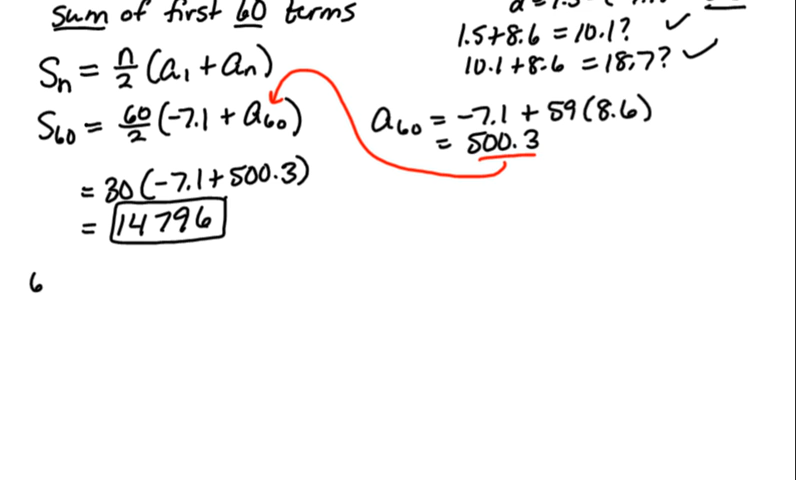 Sum of first 60 terms
Sn = n/2 (a1 + an)
S60 = 60/2 (-7.1 + a60)
= 30(-7.1+500.3)
= 14796
6
1.5+8.6 = 10.1? ✓
10.1+8.6 = 18.7? ✓
a60 = -7.1 + 59(8.6)
= 500.3